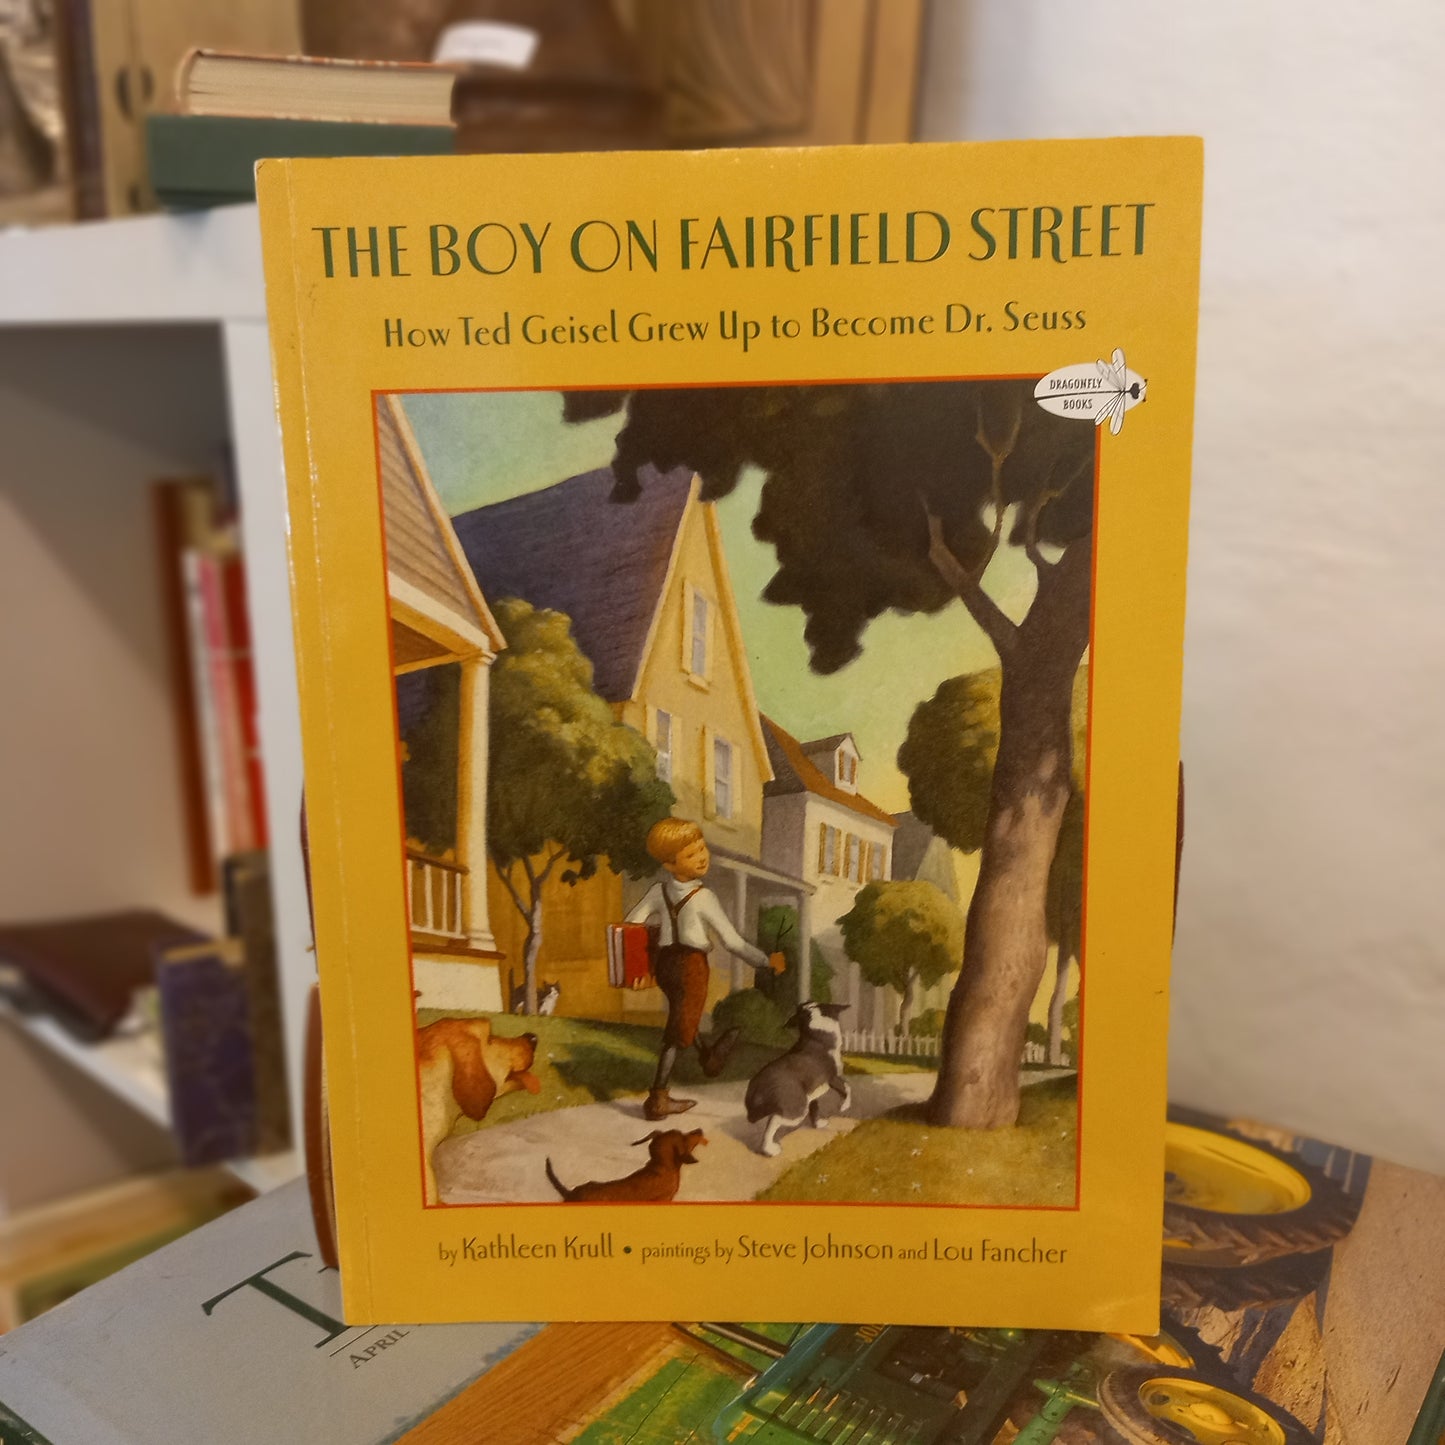 THE BOY ON FAIRFIELD STREET
How Ted Geisel Grew Up to Become Dr. Seuss
DRAGONFLY
BOOKS
by Kathleen Krull • paintings by Steve Johnson and Lou Fancher
APRIL